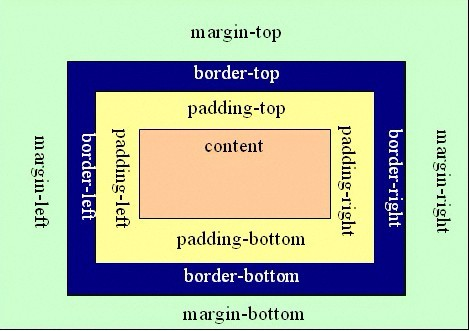 margin-top
border-top
padding-top
content
margin-left
border-left
padding-left
padding-right
border-right
margin-right
padding-bottom
border-bottom
margin-bottom